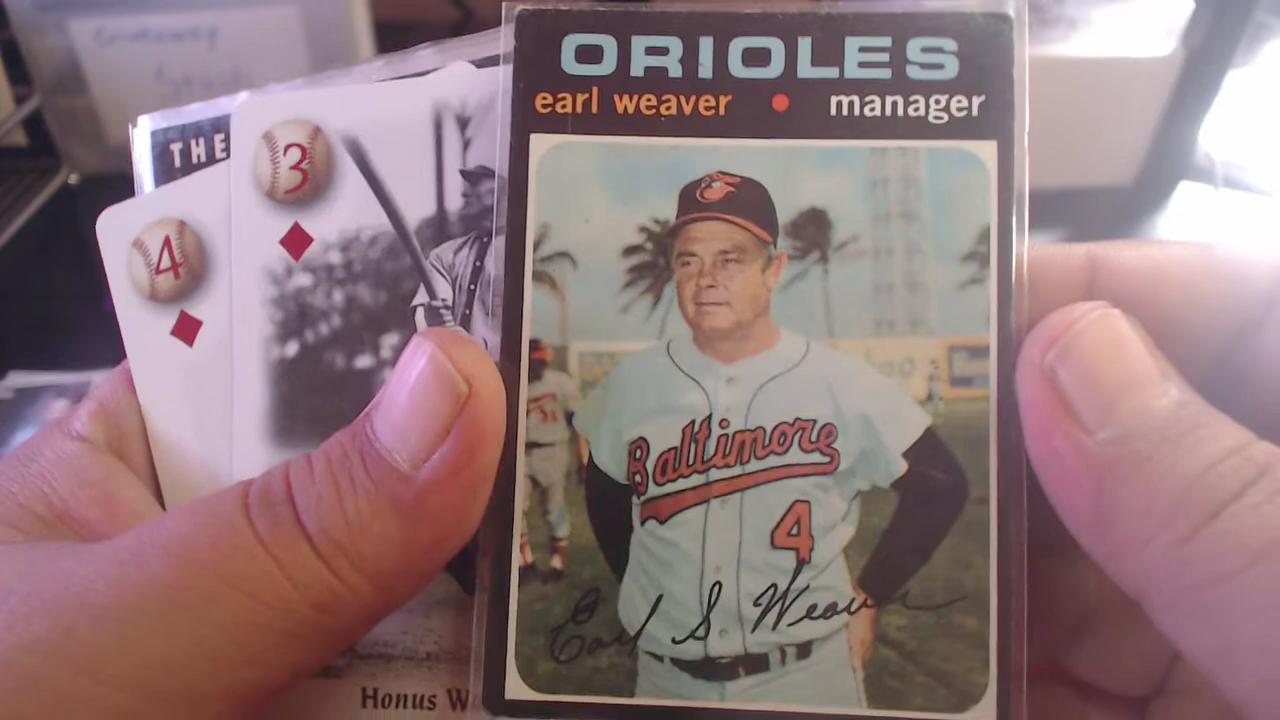 THE
3
4
ORIOLES
earl weaver • manager
Baltimore
4
Earl S Weaver
Honus